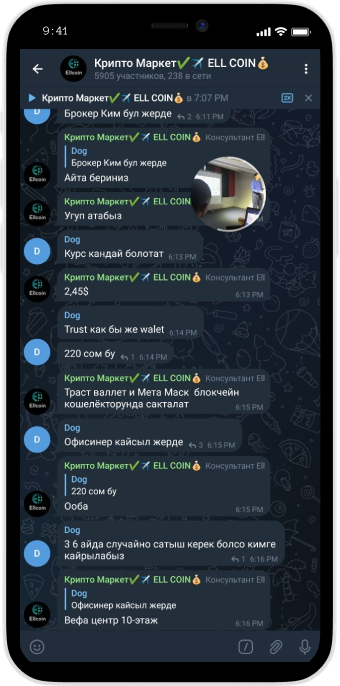 9:41
Крипто Маркет✔️✈️ ELL COIN💰
5905 участников, 238 в сети
Крипто Маркет✔️✈️ ELL COIN💰 в 7:07 PM
2X
D
Брокер Ким бул жерде
2 6:11 PM
Крипто Маркет✔️✈️ ELL COIN💰 Консультант Ell
Dog
Брокер Ким бул жерде
Айта бериниз
Ellcoin
Крипто Маркет✔️✈️ ELL COIN
Угуп атабыз
Ellcoin
Dog
Курс кандай болотат 6:13 PM
D
Крипто Маркет✔️✈️ ELL COIN💰 Консультант Ell
2,45$
6:13 PM
Ellcoin
Dog
Trust как бы же walet 6:14 PM
220 сом бу 1 6:14 PM
D
Крипто Маркет✔️✈️ ELL COIN💰 Консультант Ell
Траст валлет и Мета Маск блокчейн
кошелёкторунда сакталат
6:15 PM
Ellcoin
Dog
Офисинер кайсыл жерде 3 6:15 PM
D
Крипто Маркет✔️✈️ ELL COIN💰 Консультант Ell
Dog
220 сом бу
Ооба
6:15 PM
Ellcoin
Dog
3 6 айда случайно сатыш керек болсо кимге
кайрылабыз
1 6:16 PM
D
Крипто Маркет✔️✈️ ELL COIN💰 Консультант Ell
Dog
Офисинер кайсыл жерде
Вефа центр 10-этаж
6:16 PM
Ellcoin